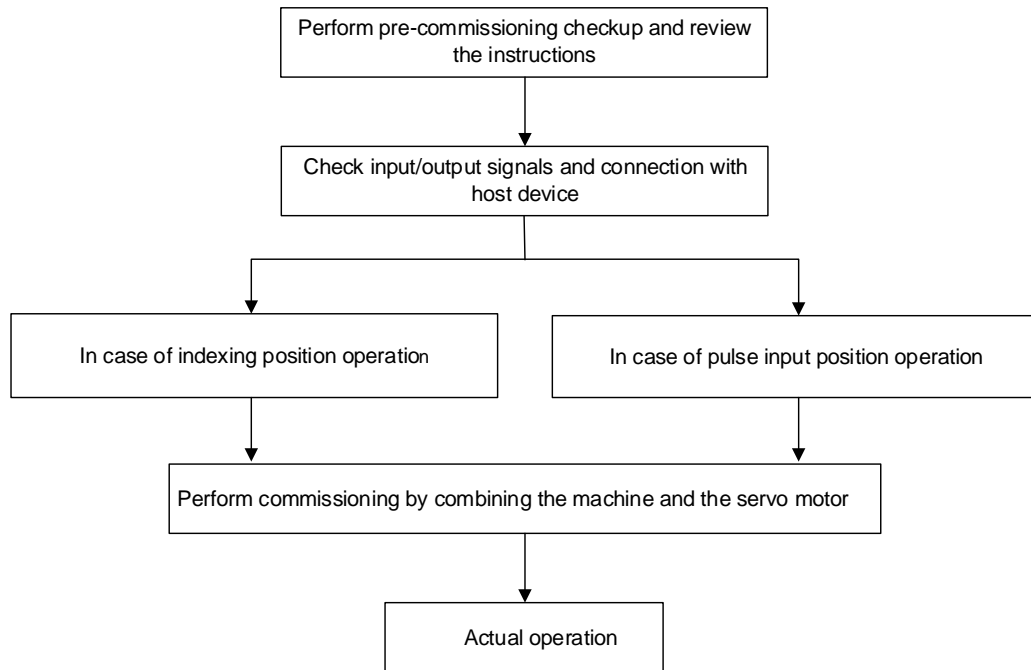 Perform pre-commissioning checkup and review
the instructions
Check input/output signals and connection with
host device
In case of indexing position operation
In case of pulse input position operation
Perform commissioning by combining the machine and the servo motor
Actual operation